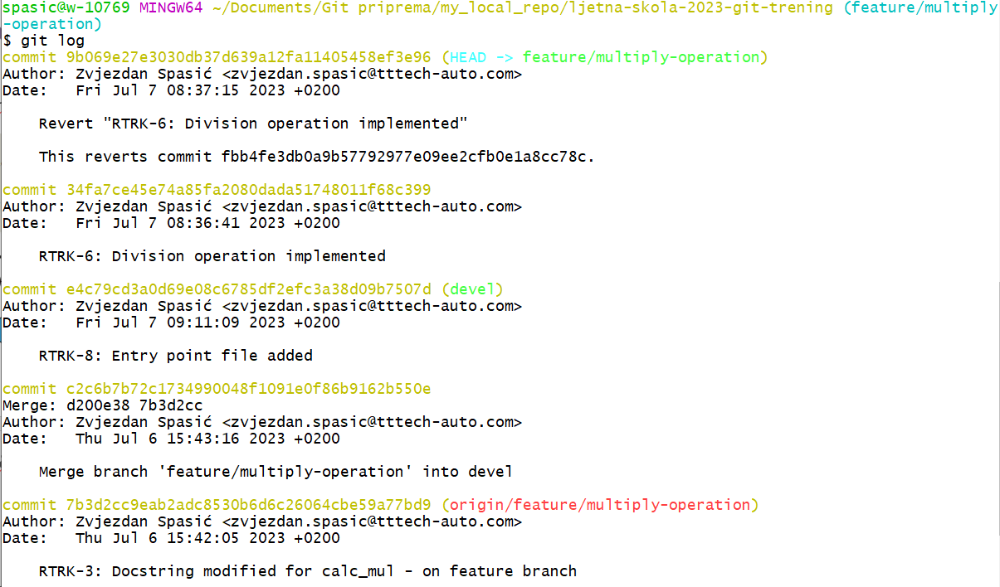 spasic@w-10769 MINGW64 ~/Documents/Git priprema/my_local_repo/ljetna-skola-2023-git-trening (feature/multiply
-operation)
$ git log
commit 9b069e27e3030db37d639a12fa11405458ef3e96 (HEAD -> feature/multiply-operation)
Author: Zvjezdan Spasić <zvjezdan.spasic@tttech-auto.com>
Date:   Fri Jul 7 08:37:15 2023 +0200
    Revert "RTRK-6: Division operation implemented"
    This reverts commit fbb4fe3db0a9b57792977e09ee2cfb0e1a8cc78c.
commit 34fa7ce45e74a85fa2080dada51748011f68c399
Author: Zvjezdan Spasić <zvjezdan.spasic@tttech-auto.com>
Date:   Fri Jul 7 08:36:41 2023 +0200
    RTRK-6: Division operation implemented
commit e4c79cd3a0d69e08c6785df2efc3a38d09b7507d (devel)
Author: Zvjezdan Spasić <zvjezdan.spasic@tttech-auto.com>
Date:   Fri Jul 7 09:11:09 2023 +0200
    RTRK-8: Entry point file added
commit c2c6b7b72c1734990048f1091e0f86b9162b550e
Merge: d200e38 7b3d2cc
Author: Zvjezdan Spasić <zvjezdan.spasic@tttech-auto.com>
Date:   Thu Jul 6 15:43:16 2023 +0200
    Merge branch 'feature/multiply-operation' into devel
commit 7b3d2cc9eab2adc8530b6d6c26064cbe59a77bd9 (origin/feature/multiply-operation)
Author: Zvjezdan Spasić <zvjezdan.spasic@tttech-auto.com>
Date:   Thu Jul 6 15:42:05 2023 +0200
    RTRK-3: Docstring modified for calc_mul - on feature branch